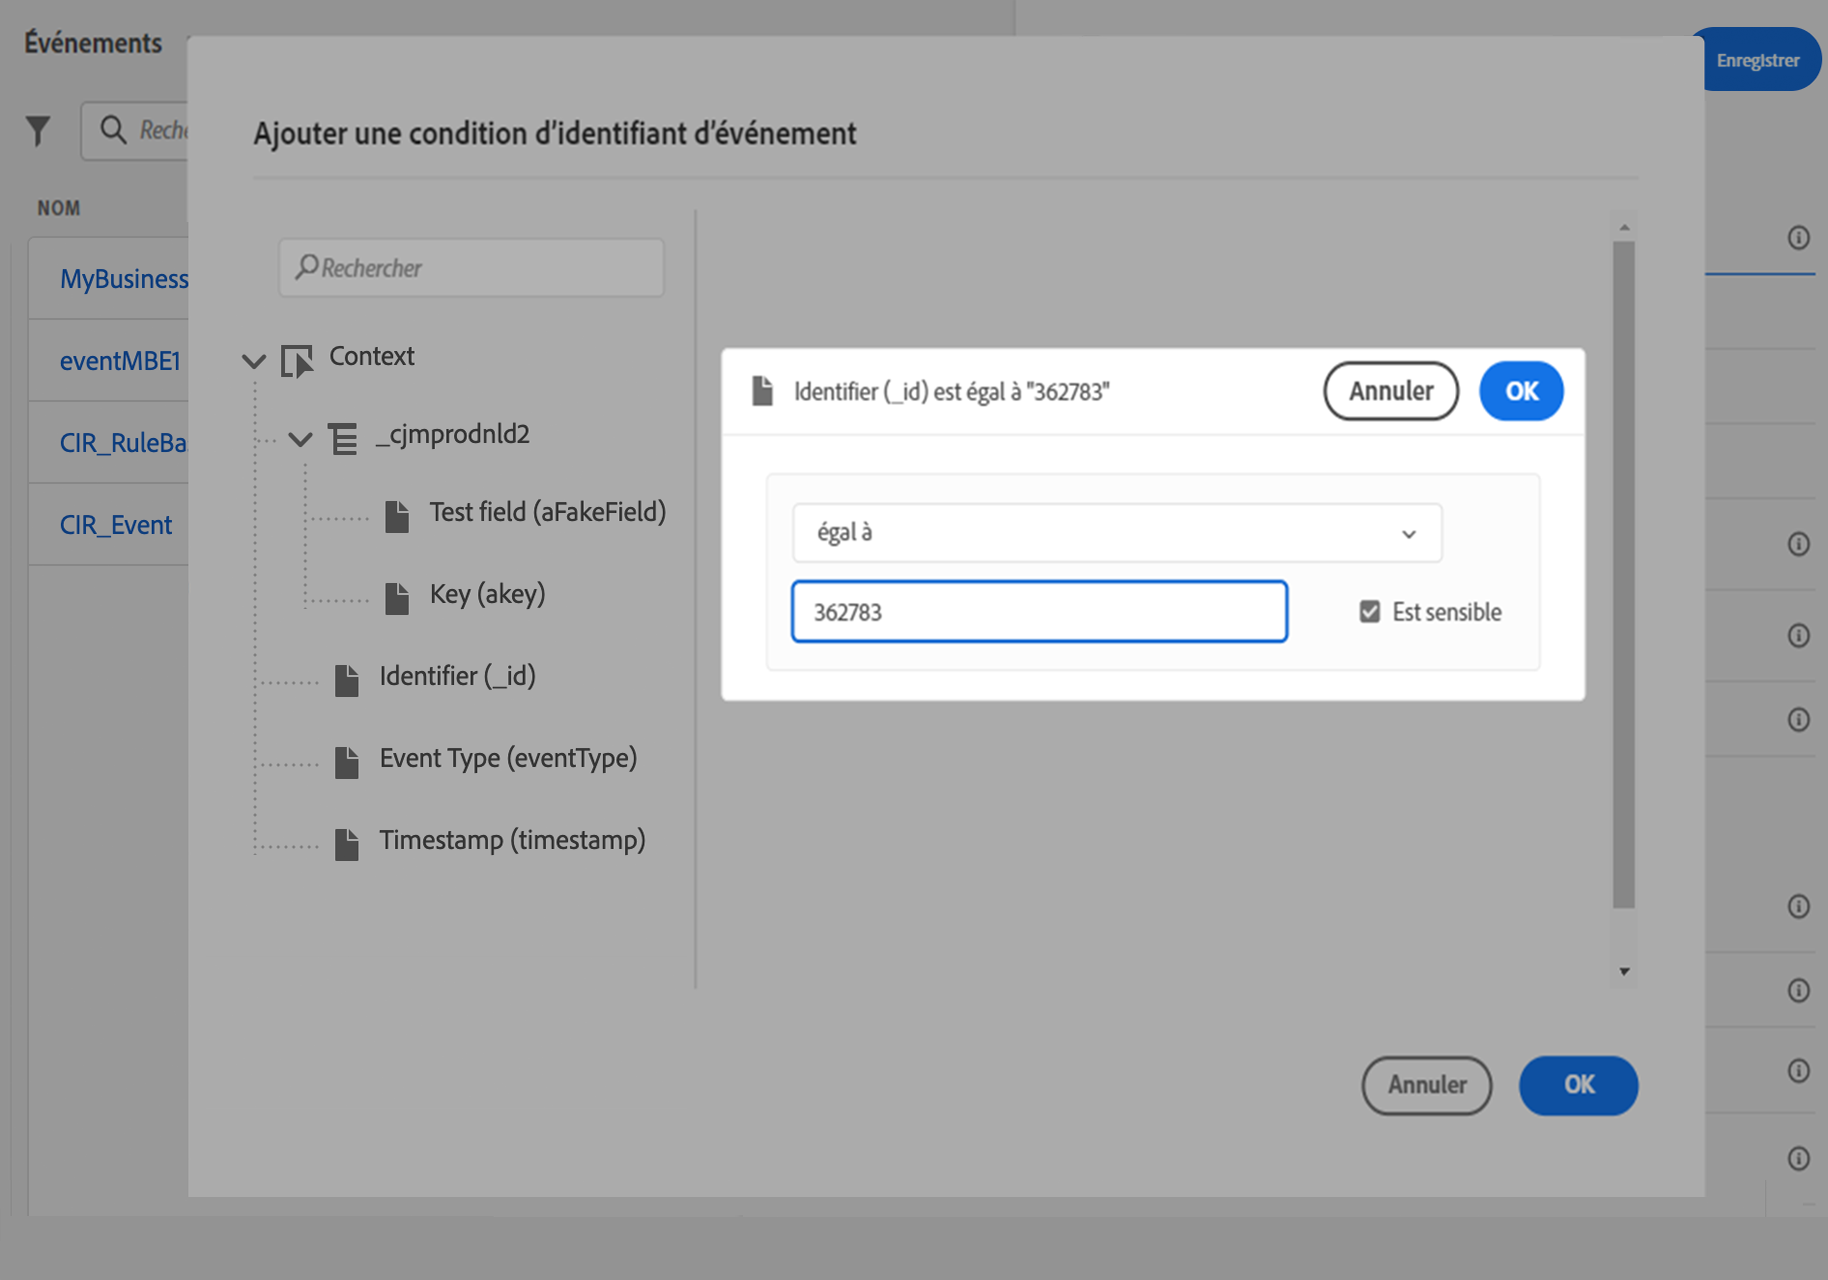 Événements
Enregistrer
Reche
Ajouter une condition d'identifiant d'événement
NOM
Rechercher
MyBusiness
eventMBE1
CIR_RuleBa
CIR_Event
Context
_cjmprodnld2
Test field (aFakeField)
Key (akey)
Identifier (_id)
Event Type (eventType)
Timestamp (timestamp)
Identifier (_id) est égal à "362783"
Annuler
OK
égal à
362783
Est sensible
Annuler
OK